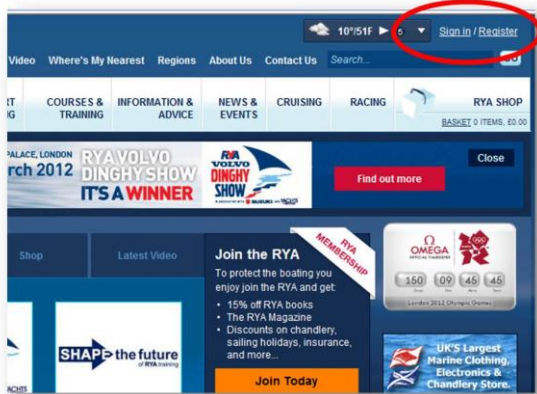 10°/51F
5
Sign in / Register
Video Where's My Nearest Regions About Us Contact Us Search...
COURSES & TRAINING
INFORMATION & ADVICE
NEWS & EVENTS
CRUISING
RACING
RYA SHOP
BASKET 0 ITEMS, £0.00
PALACE, LONDON
rch 2012
RYA VOLVO
DINGHY SHOW
IT'S A WINNER
RYA
VOLVO
DINGHY
SHOW
SUZUKI
Find out more
Close
Shop
Latest Video
Join the RYA
RYA
MEMBERSHIP
To protect the boating you
enjoy join the RYA and get:
• 15% off RYA books
• The RYA Magazine
• Discounts on chandlery,
sailing holidays, insurance,
and more...
Join Today
SHAPE the future
of RYA training
YACHTS
Ω
OMEGA
OFFICIAL TIMEKEEPER
150 09 45 45
London 2012 Olympic Games
UK'S Largest
Marine Clothing,
Electronics &
Chandlery Store.